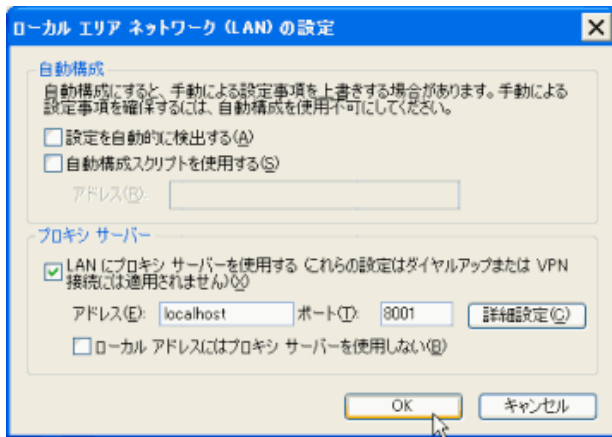 ローカル エリア ネットワーク (LAN) の設定
自動構成
自動構成にすると、手動による設定事項を上書きする場合があります。手動による
設定事項を確保するには、自動構成を使用不可にしてください。
設定を自動的に検出する(A)
自動構成スクリプトを使用する(S)
アドレス(R):
プロキシ サーバー
LAN にプロキシ サーバーを使用する (これらの設定はダイヤルアップまたは VPN
接続には適用されません)(X)
アドレス(E): localhost ポート(T): 8001 詳細設定(C)
ローカル アドレスにはプロキシ サーバーを使用しない(B)
OK キャンセル